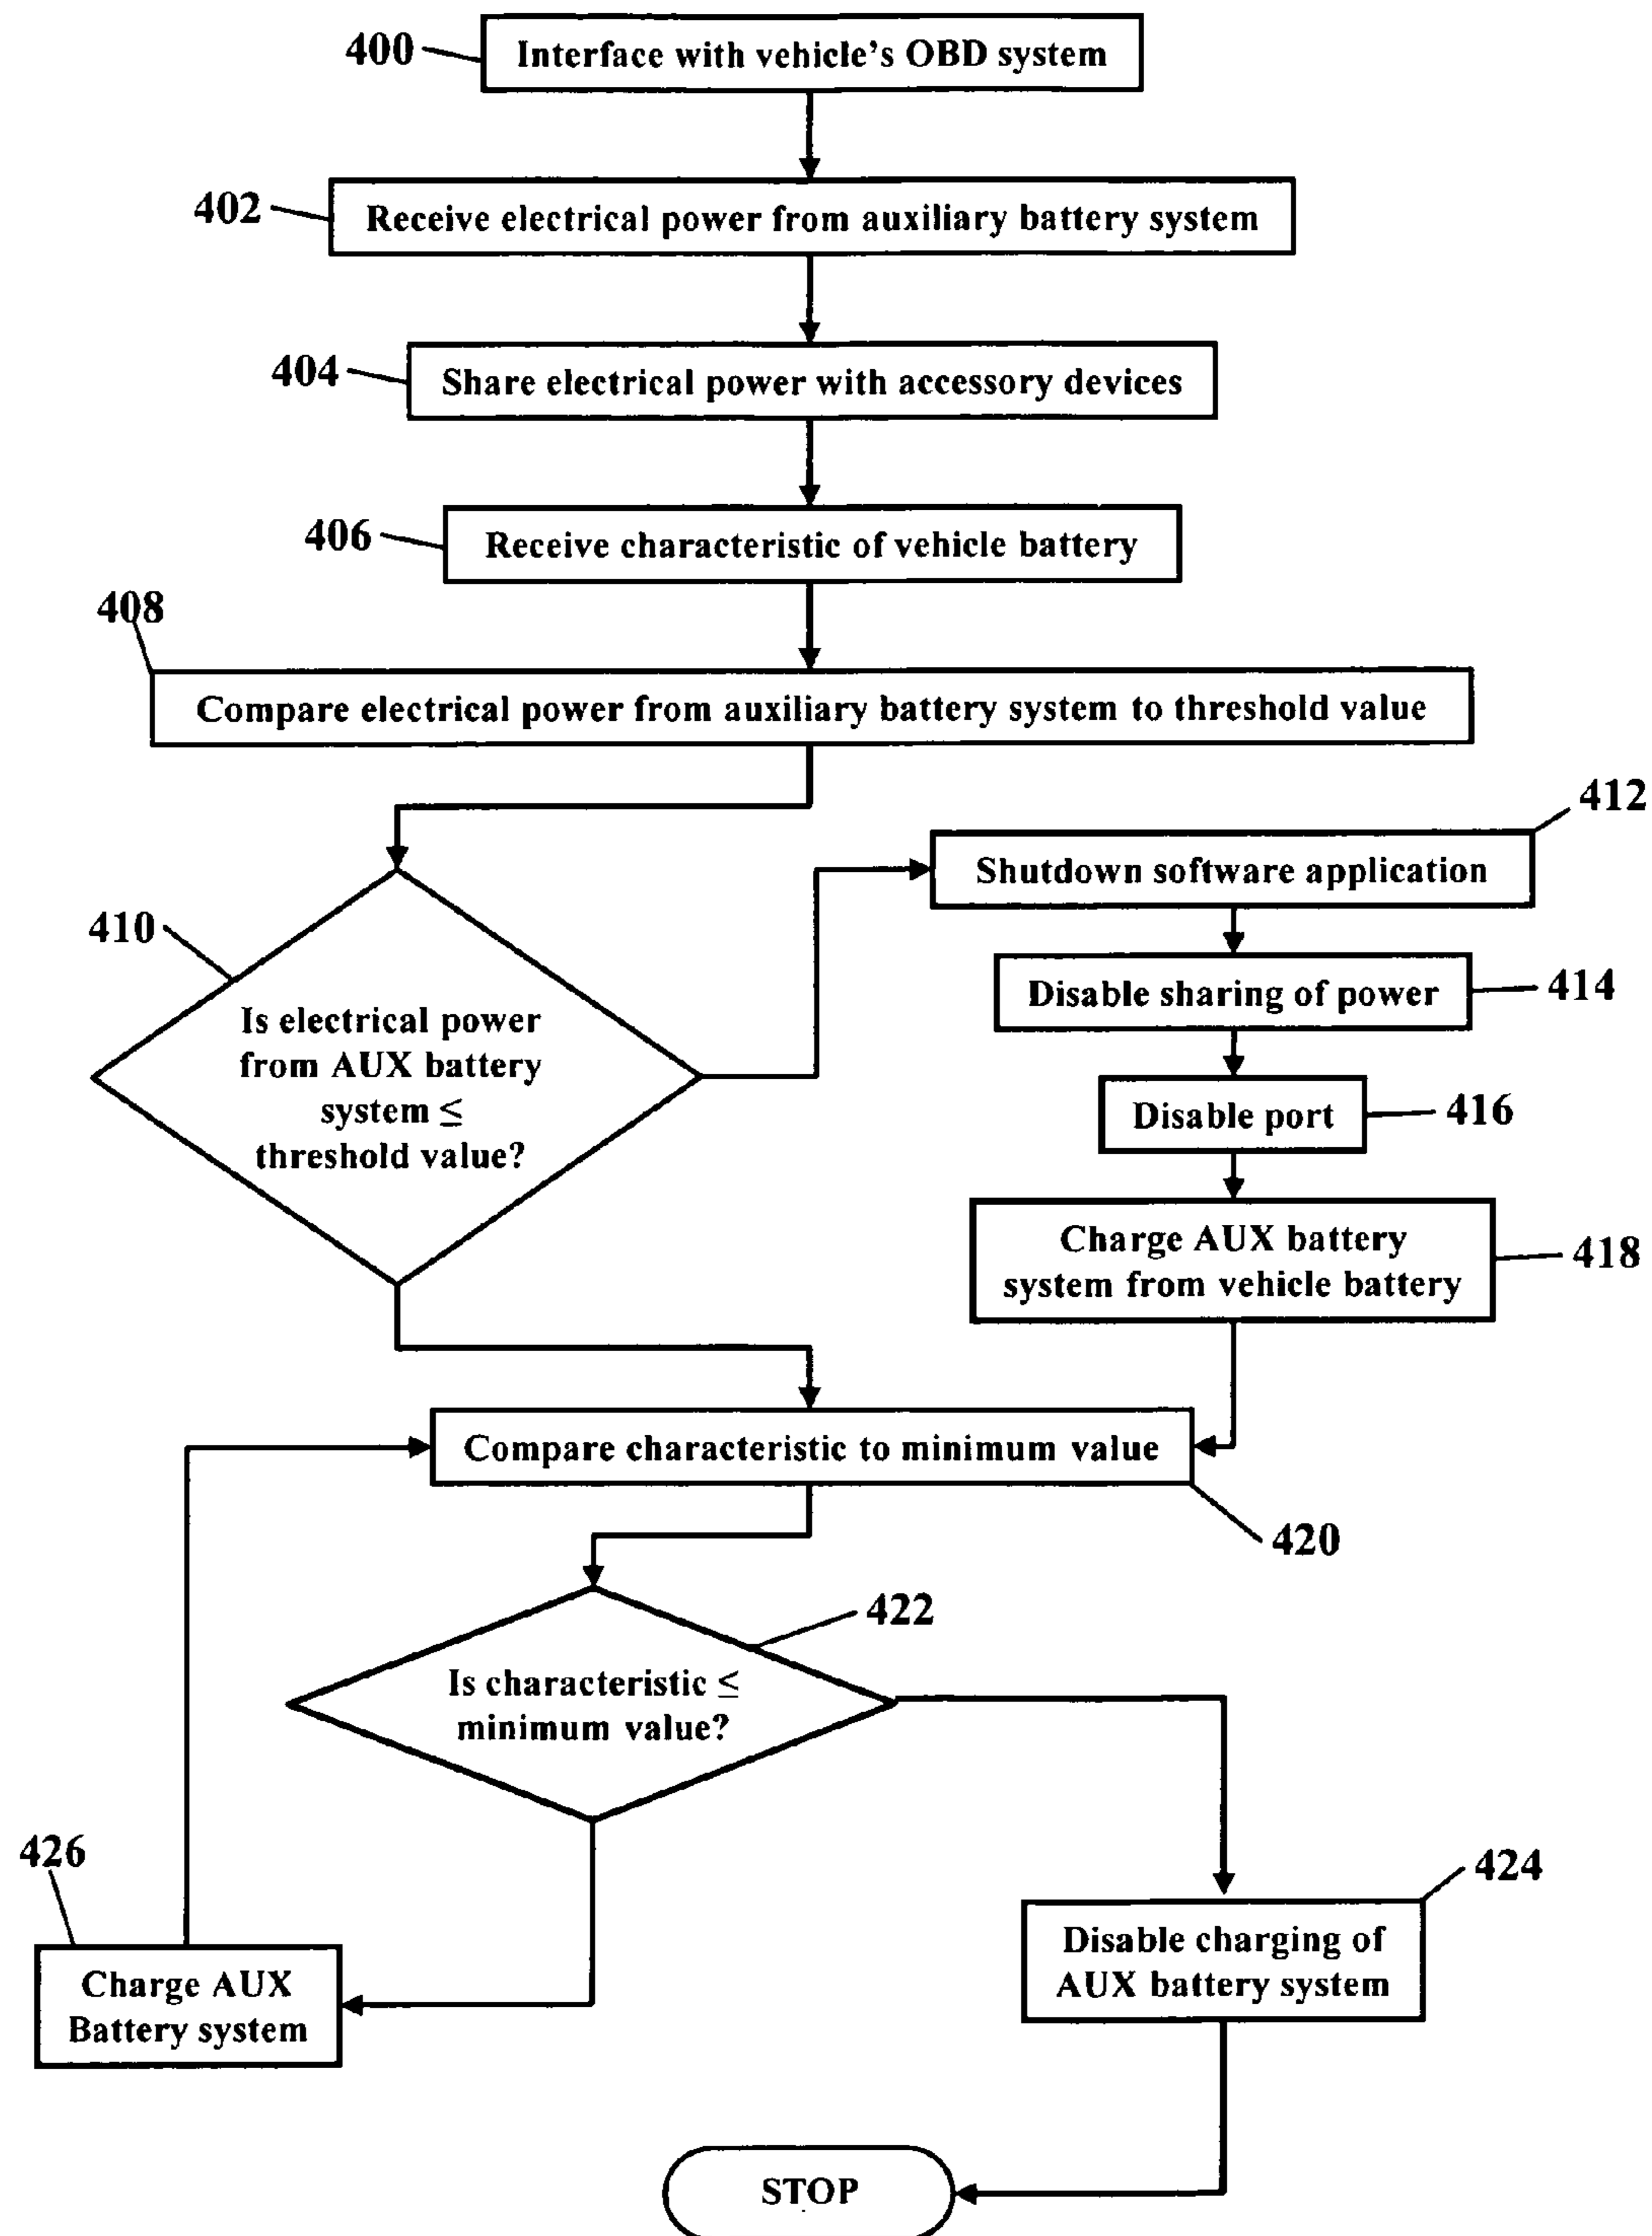 400
Interface with vehicle's OBD system
402
Receive electrical power from auxiliary battery system
404
Share electrical power with accessory devices
406
Receive characteristic of vehicle battery
408
Compare electrical power from auxiliary battery system to threshold value
412
Shutdown software application
410
Is electrical power
from AUX battery
system ≤
threshold value?
Disable sharing of power
414
Disable port
416
Charge AUX battery
system from vehicle battery
418
Compare characteristic to minimum value
420
422
Is characteristic ≤
minimum value?
426
Charge AUX
Battery system
424
Disable charging of
AUX battery system
STOP